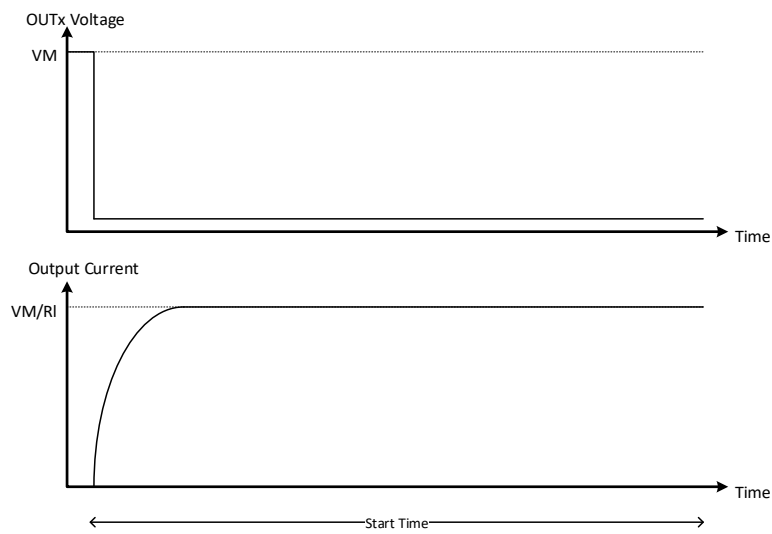 OUTx Voltage
VM
Time
Output Current
VM/Rl
Time
Start Time